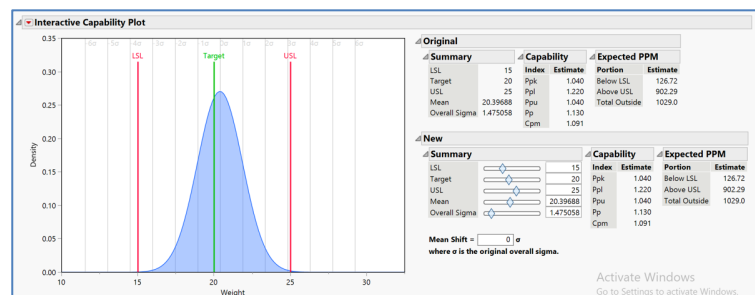 Interactive Capability Plot
6σ 5σ 4σ 3σ 2σ 1σ 0σ 1σ 2σ 3σ 4σ 5σ 6σ
LSL Target USL
0.35
0.30
0.25
0.20
0.15
0.10
0.05
0.00
Density
10 15 20 25 30
Weight
Original
Summary
LSL 15
Target 20
USL 25
Mean 20.39688
Overall Sigma 1.475058
Capability
Index Estimate
Ppk 1.040
Ppl 1.220
Ppu 1.040
Pp 1.130
Cpm 1.091
Expected PPM
Portion Estimate
Below LSL 126.72
Above USL 902.29
Total Outside 1029.0
New
Summary
LSL 15
Target 20
USL 25
Mean 20.39688
Overall Sigma 1.475058
Capability
Index Estimate
Ppk 1.040
Ppl 1.220
Ppu 1.040
Pp 1.130
Cpm 1.091
Expected PPM
Portion Estimate
Below LSL 126.72
Above USL 902.29
Total Outside 1029.0
Mean Shift = 0 σ
where σ is the original overall sigma.
Activate Windows
Go to Settings to activate Windows.